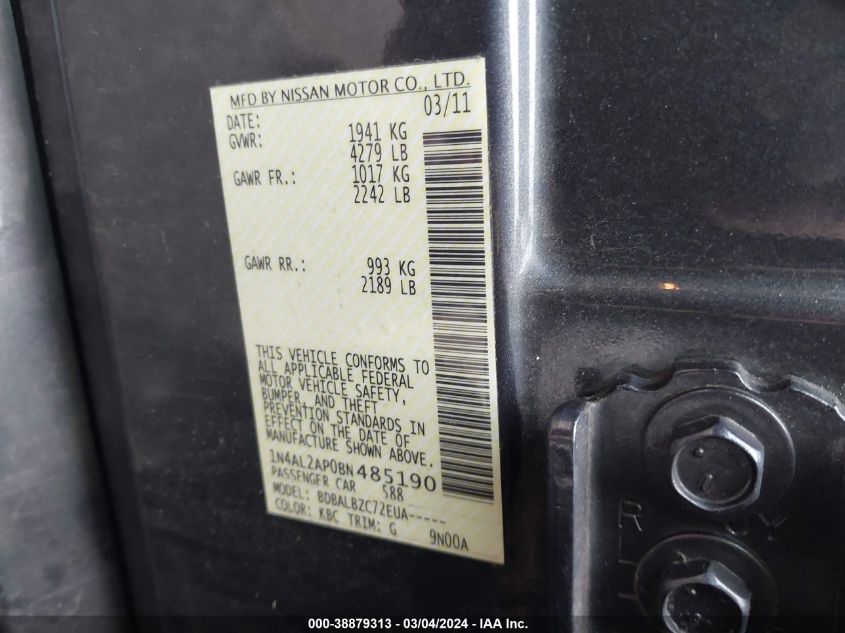 MFD BY NISSAN MOTOR CO., LTD.
DATE: 03/11
GVWR: 1941 KG
4279 LB
GAWR FR.: 1017 KG
2242 LB
GAWR RR.: 993 KG
2189 LB
THIS VEHICLE CONFORMS TO
ALL APPLICABLE FEDERAL
MOTOR VEHICLE SAFETY,
BUMPER, AND THEFT
PREVENTION STANDARDS IN
EFFECT ON THE DATE OF
MANUFACTURE SHOWN ABOVE.
1N4AL2AP0BN485190
PASSENGER CAR 588
MODEL: BDBALBZC72EUA-----
COLOR: KBC TRIM: G 9N00A
R
Y
000-38879313 - 03/04/2024 - IAA Inc.